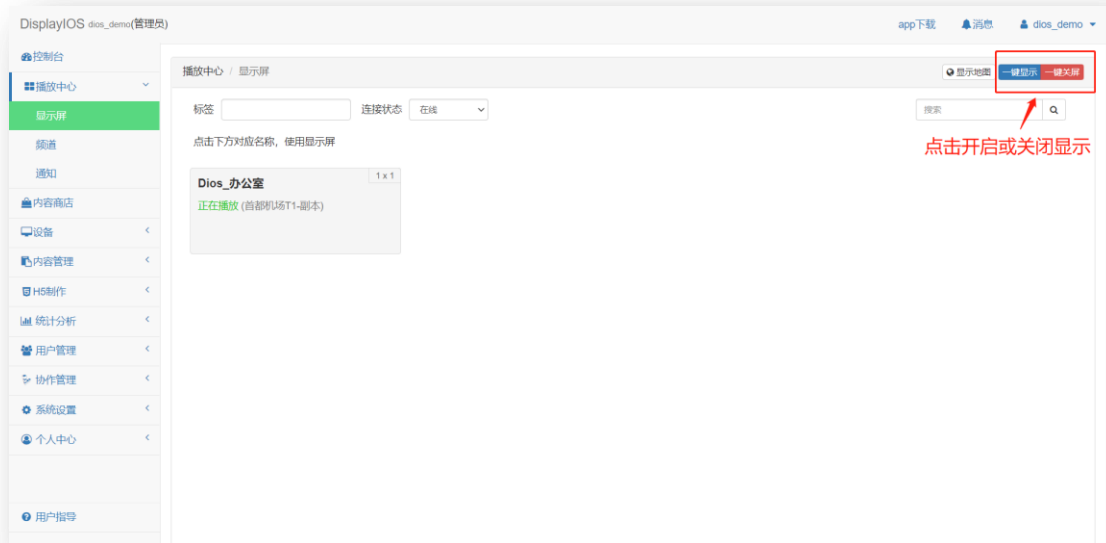 DisplayIOS dios_demo(管理员)
app下载 消息 dios_demo
控制台
播放中心
显示屏
频道
通知
内容商店
设备
内容管理
H5制作
统计分析
用户管理
协作管理
系统设置
个人中心
用户指导
播放中心 / 显示屏
显示地图 一键显示 一键关屏
标签 连接状态 在线 搜索
点击开启或关闭显示
点击下方对应名称，使用显示屏
Dios_办公室 1 x 1
正在播放 (首都机场T1-副本)